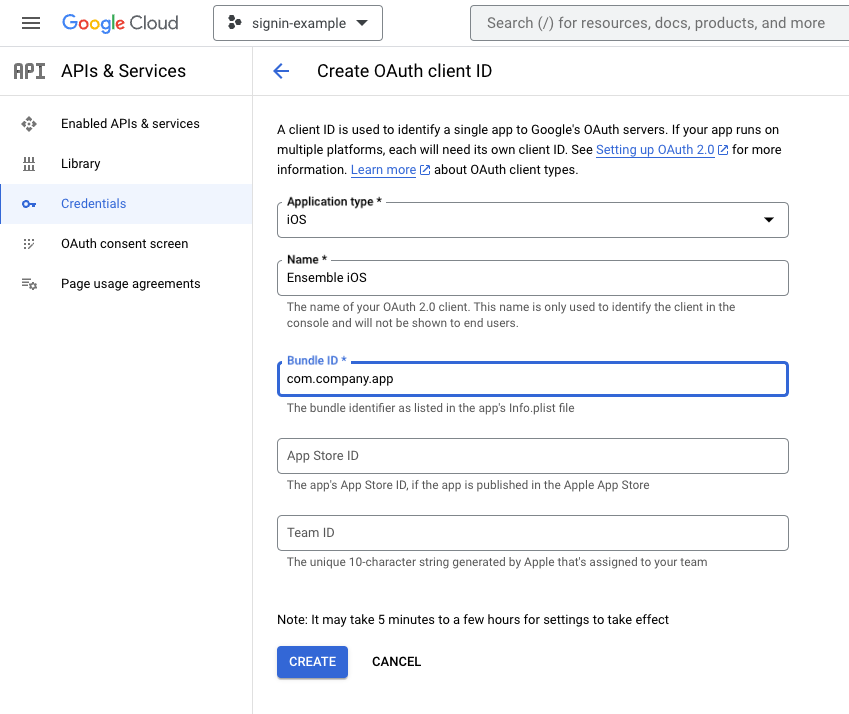 Google Cloud
signin-example
Search (/) for resources, docs, products, and more
API
APIs & Services
Create OAuth client ID
Enabled APIs & services
Library
Credentials
OAuth consent screen
Page usage agreements
A client ID is used to identify a single app to Google's OAuth servers. If your app runs on
multiple platforms, each will need its own client ID. See Setting up OAuth 2.0 for more
information. Learn more about OAuth client types.
Application type *
iOS
Name *
Ensemble iOS
The name of your OAuth 2.0 client. This name is only used to identify the client in the
console and will not be shown to end users.
Bundle ID *
com.company.app
The bundle identifier as listed in the app's Info.plist file
App Store ID
The app's App Store ID, if the app is published in the Apple App Store
Team ID
The unique 10-character string generated by Apple that's assigned to your team
Note: It may take 5 minutes to a few hours for settings to take effect
CREATE
CANCEL